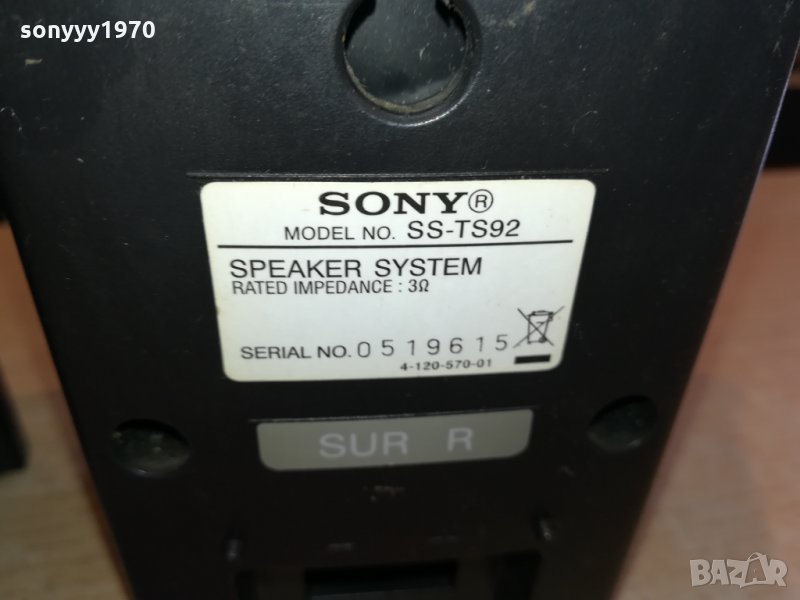 sonyyy1970
SONY®
MODEL NO. SS-TS92
SPEAKER SYSTEM
RATED IMPEDANCE : 3Ω
SERIAL NO. 0519615
4-120-570-01
SUR R
BAZAR